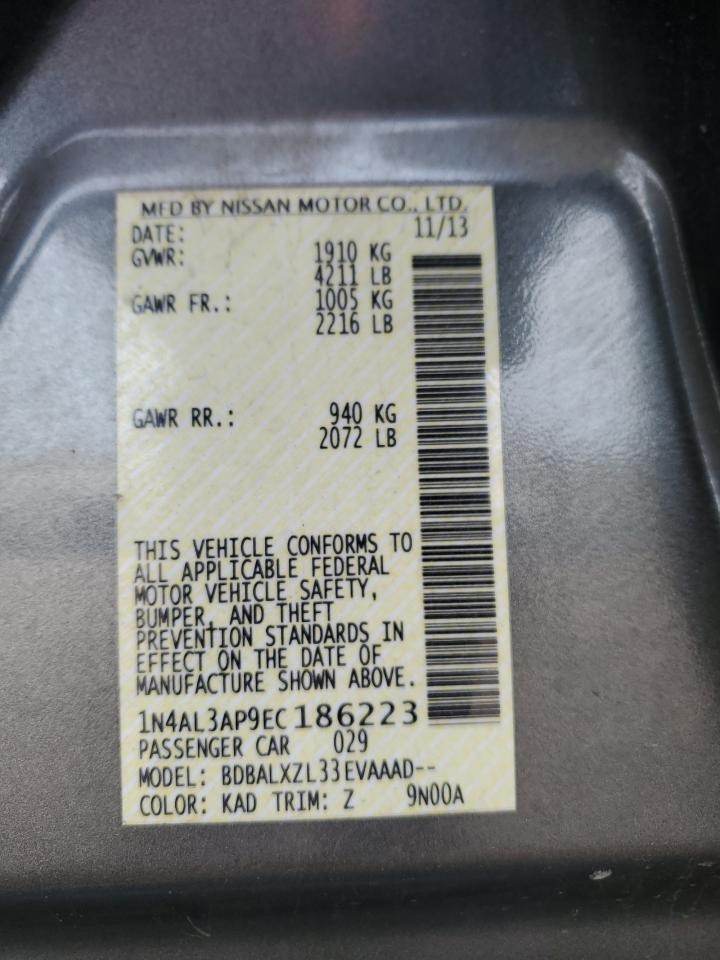 MFD BY NISSAN MOTOR CO., LTD.
DATE: 11/13
GVWR: 1910 KG
4211 LB
GAWR FR.: 1005 KG
2216 LB
GAWR RR.: 940 KG
2072 LB
THIS VEHICLE CONFORMS TO
ALL APPLICABLE FEDERAL
MOTOR VEHICLE SAFETY,
BUMPER, AND THEFT
PREVENTION STANDARDS IN
EFFECT ON THE DATE OF
MANUFACTURE SHOWN ABOVE.
1N4AL3AP9EC186223
PASSENGER CAR 029
MODEL: BDBALXZL33EVAAAD--
COLOR: KAD TRIM: Z 9N00A